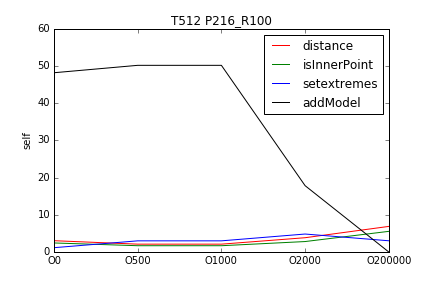 T512 P216_R100
60
50
40
30
20
10
0
self
distance
isInnerPoint
setextremes
addModel
O0 O500 O1000 O2000 O200000